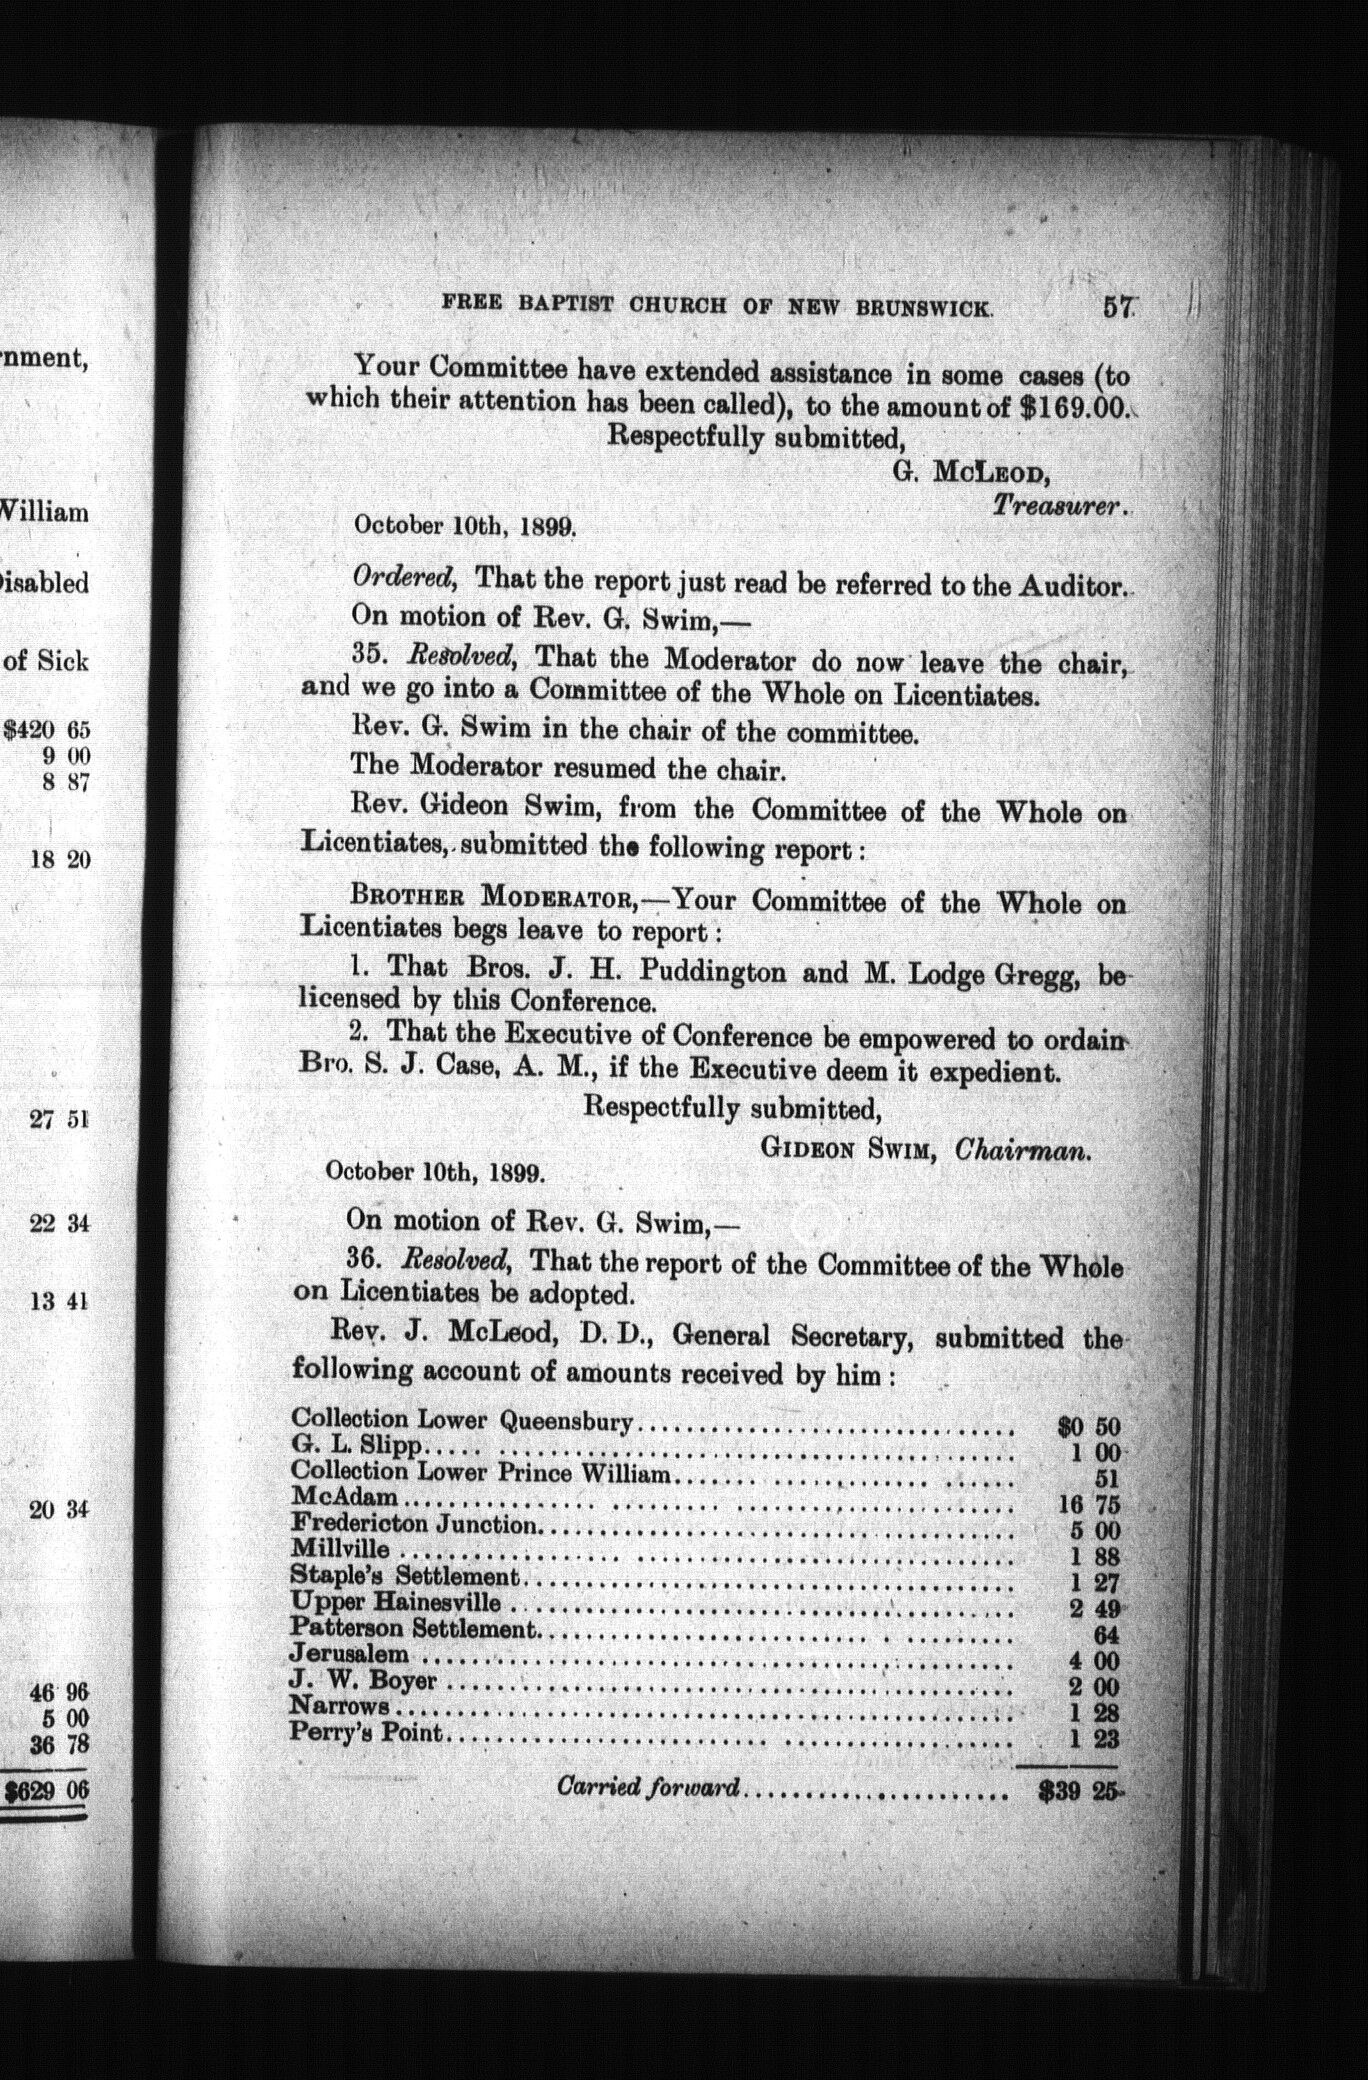 rnment,
William
Disabled
of Sick
$420 65
9 00
8 87
18 20
27 51
22 34
13 41
20 34
46 96
5 00
36 78
$629 06
FREE BAPTIST CHURCH OF NEW BRUNSWICK. 57
Your Committee have extended assistance in some cases (to
which their attention has been called), to the amount of $169.00.
Respectfully submitted,
G. McLeod,
Treasurer.
October 10th, 1899.
Ordered, That the report just read be referred to the Auditor.
On motion of Rev. G. Swim,—
35. Resolved, That the Moderator do now leave the chair,
and we go into a Committee of the Whole on Licentiates.
Rev. G. Swim in the chair of the committee.
The Moderator resumed the chair.
Rev. Gideon Swim, from the Committee of the Whole on
Licentiates, submitted the following report :
Brother Moderator,—Your Committee of the Whole on
Licentiates begs leave to report :
1. That Bros. J. H. Puddington and M. Lodge Gregg, be
licensed by this Conference.
2. That the Executive of Conference be empowered to ordain
Bro. S. J. Case, A. M., if the Executive deem it expedient.
Respectfully submitted,
Gideon Swim, Chairman.
October 10th, 1899.
On motion of Rev. G. Swim,—
36. Resolved, That the report of the Committee of the Whole
on Licentiates be adopted.
Rev. J. McLeod, D. D., General Secretary, submitted the
following account of amounts received by him :
Collection Lower Queensbury.............................. $0 50
G. L. Slipp..... ........................................ 1 00
Collection Lower Prince William.................... ...... 51
McAdam................ ......... ....................... 16 75
Fredericton Junction..................................... 5 00
Millville .................. ............................ 1 88
Staple's Settlement...................................... 1 27
Upper Hainesville ....................................... 2 49
Patterson Settlement.......................... . ......... 64
Jerusalem ............................................... 4 00
J. W. Boyer ............................................. 2 00
Narrows.................................................. 1 28
Perry's Point.......................... ................. 1 23
Carried forward...................... $39 25